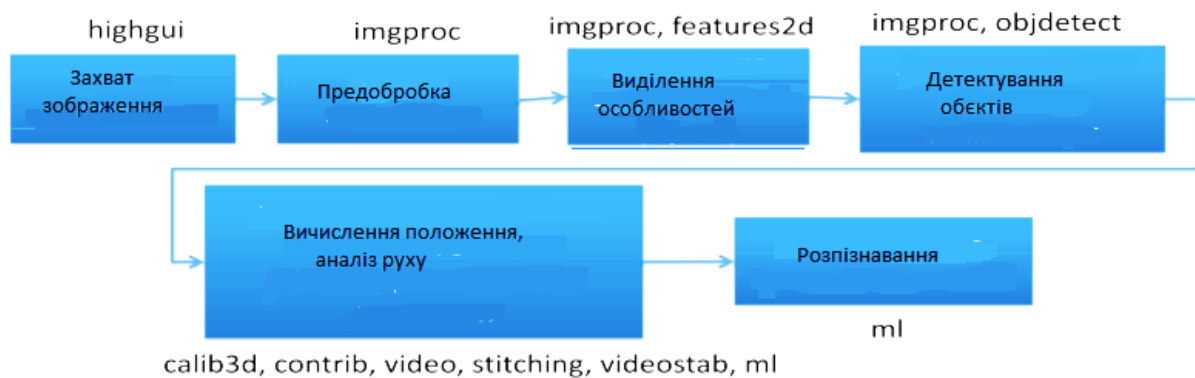 highgui
imgproc
imgproc, features2d
imgproc, objdetect
Захват
зображення
Предобробка
Виділення
особливостей
Детектування
обєктів
Вичислення положення,
аналіз руху
Розпізнавання
ml
calib3d, contrib, video, stitching, videostab, ml